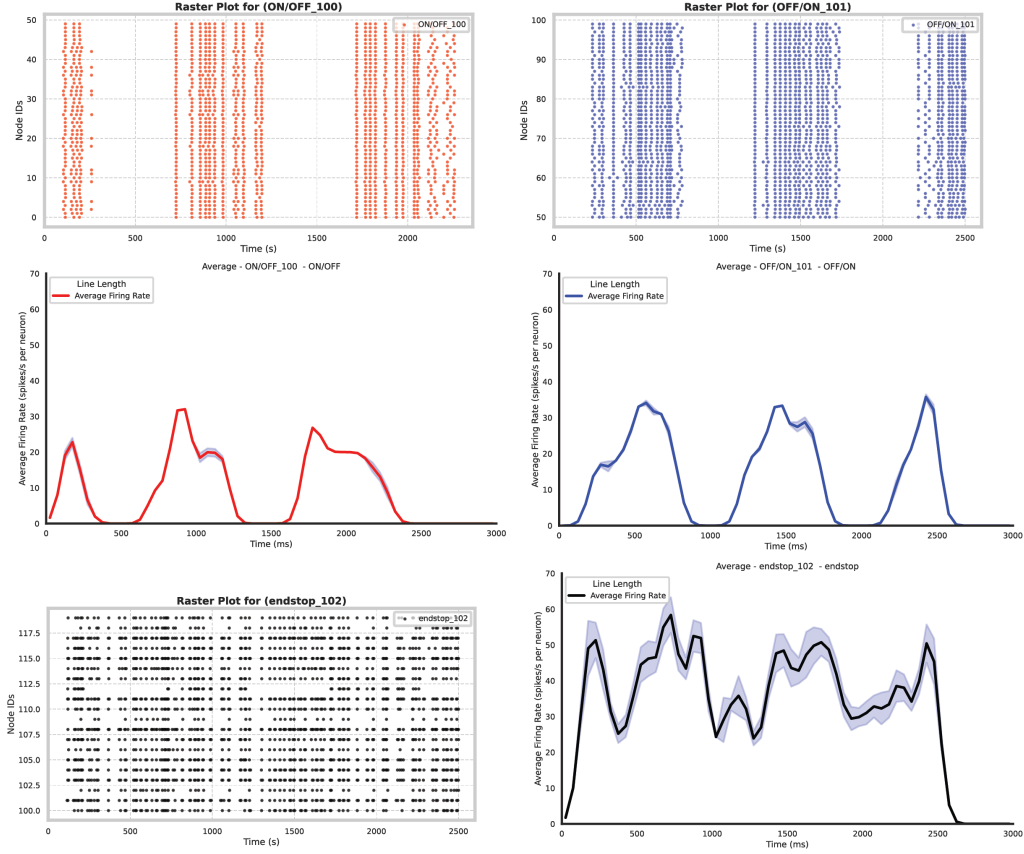 Raster Plot for (ON/OFF_100)
ON/OFF_100
Node IDs
50
40
30
20
10
0
0 500 1000 1500 2000
Time (s)
Raster Plot for (OFF/ON_101)
OFF/ON_101
Node IDs
100
90
80
70
60
50
0 500 1000 1500 2000 2500
Time (s)
Average - ON/OFF_100 - ON/OFF
Line Length
Average Firing Rate
Average Firing Rate (spikes/s per neuron)
70
60
50
40
30
20
10
0
0 500 1000 1500 2000 2500 3000
Time (ms)
Average - OFF/ON_101 - OFF/ON
Line Length
Average Firing Rate
Average Firing Rate (spikes/s per neuron)
70
60
50
40
30
20
10
0
0 500 1000 1500 2000 2500 3000
Time (ms)
Raster Plot for (endstop_102)
endstop_102
Node IDs
117.5
115.0
112.5
110.0
107.5
105.0
102.5
100.0
0 500 1000 1500 2000 2500
Time (s)
Average - endstop_102 - endstop
Line Length
Average Firing Rate
Average Firing Rate (spikes/s per neuron)
70
60
50
40
30
20
10
0
0 500 1000 1500 2000 2500 3000
Time (ms)